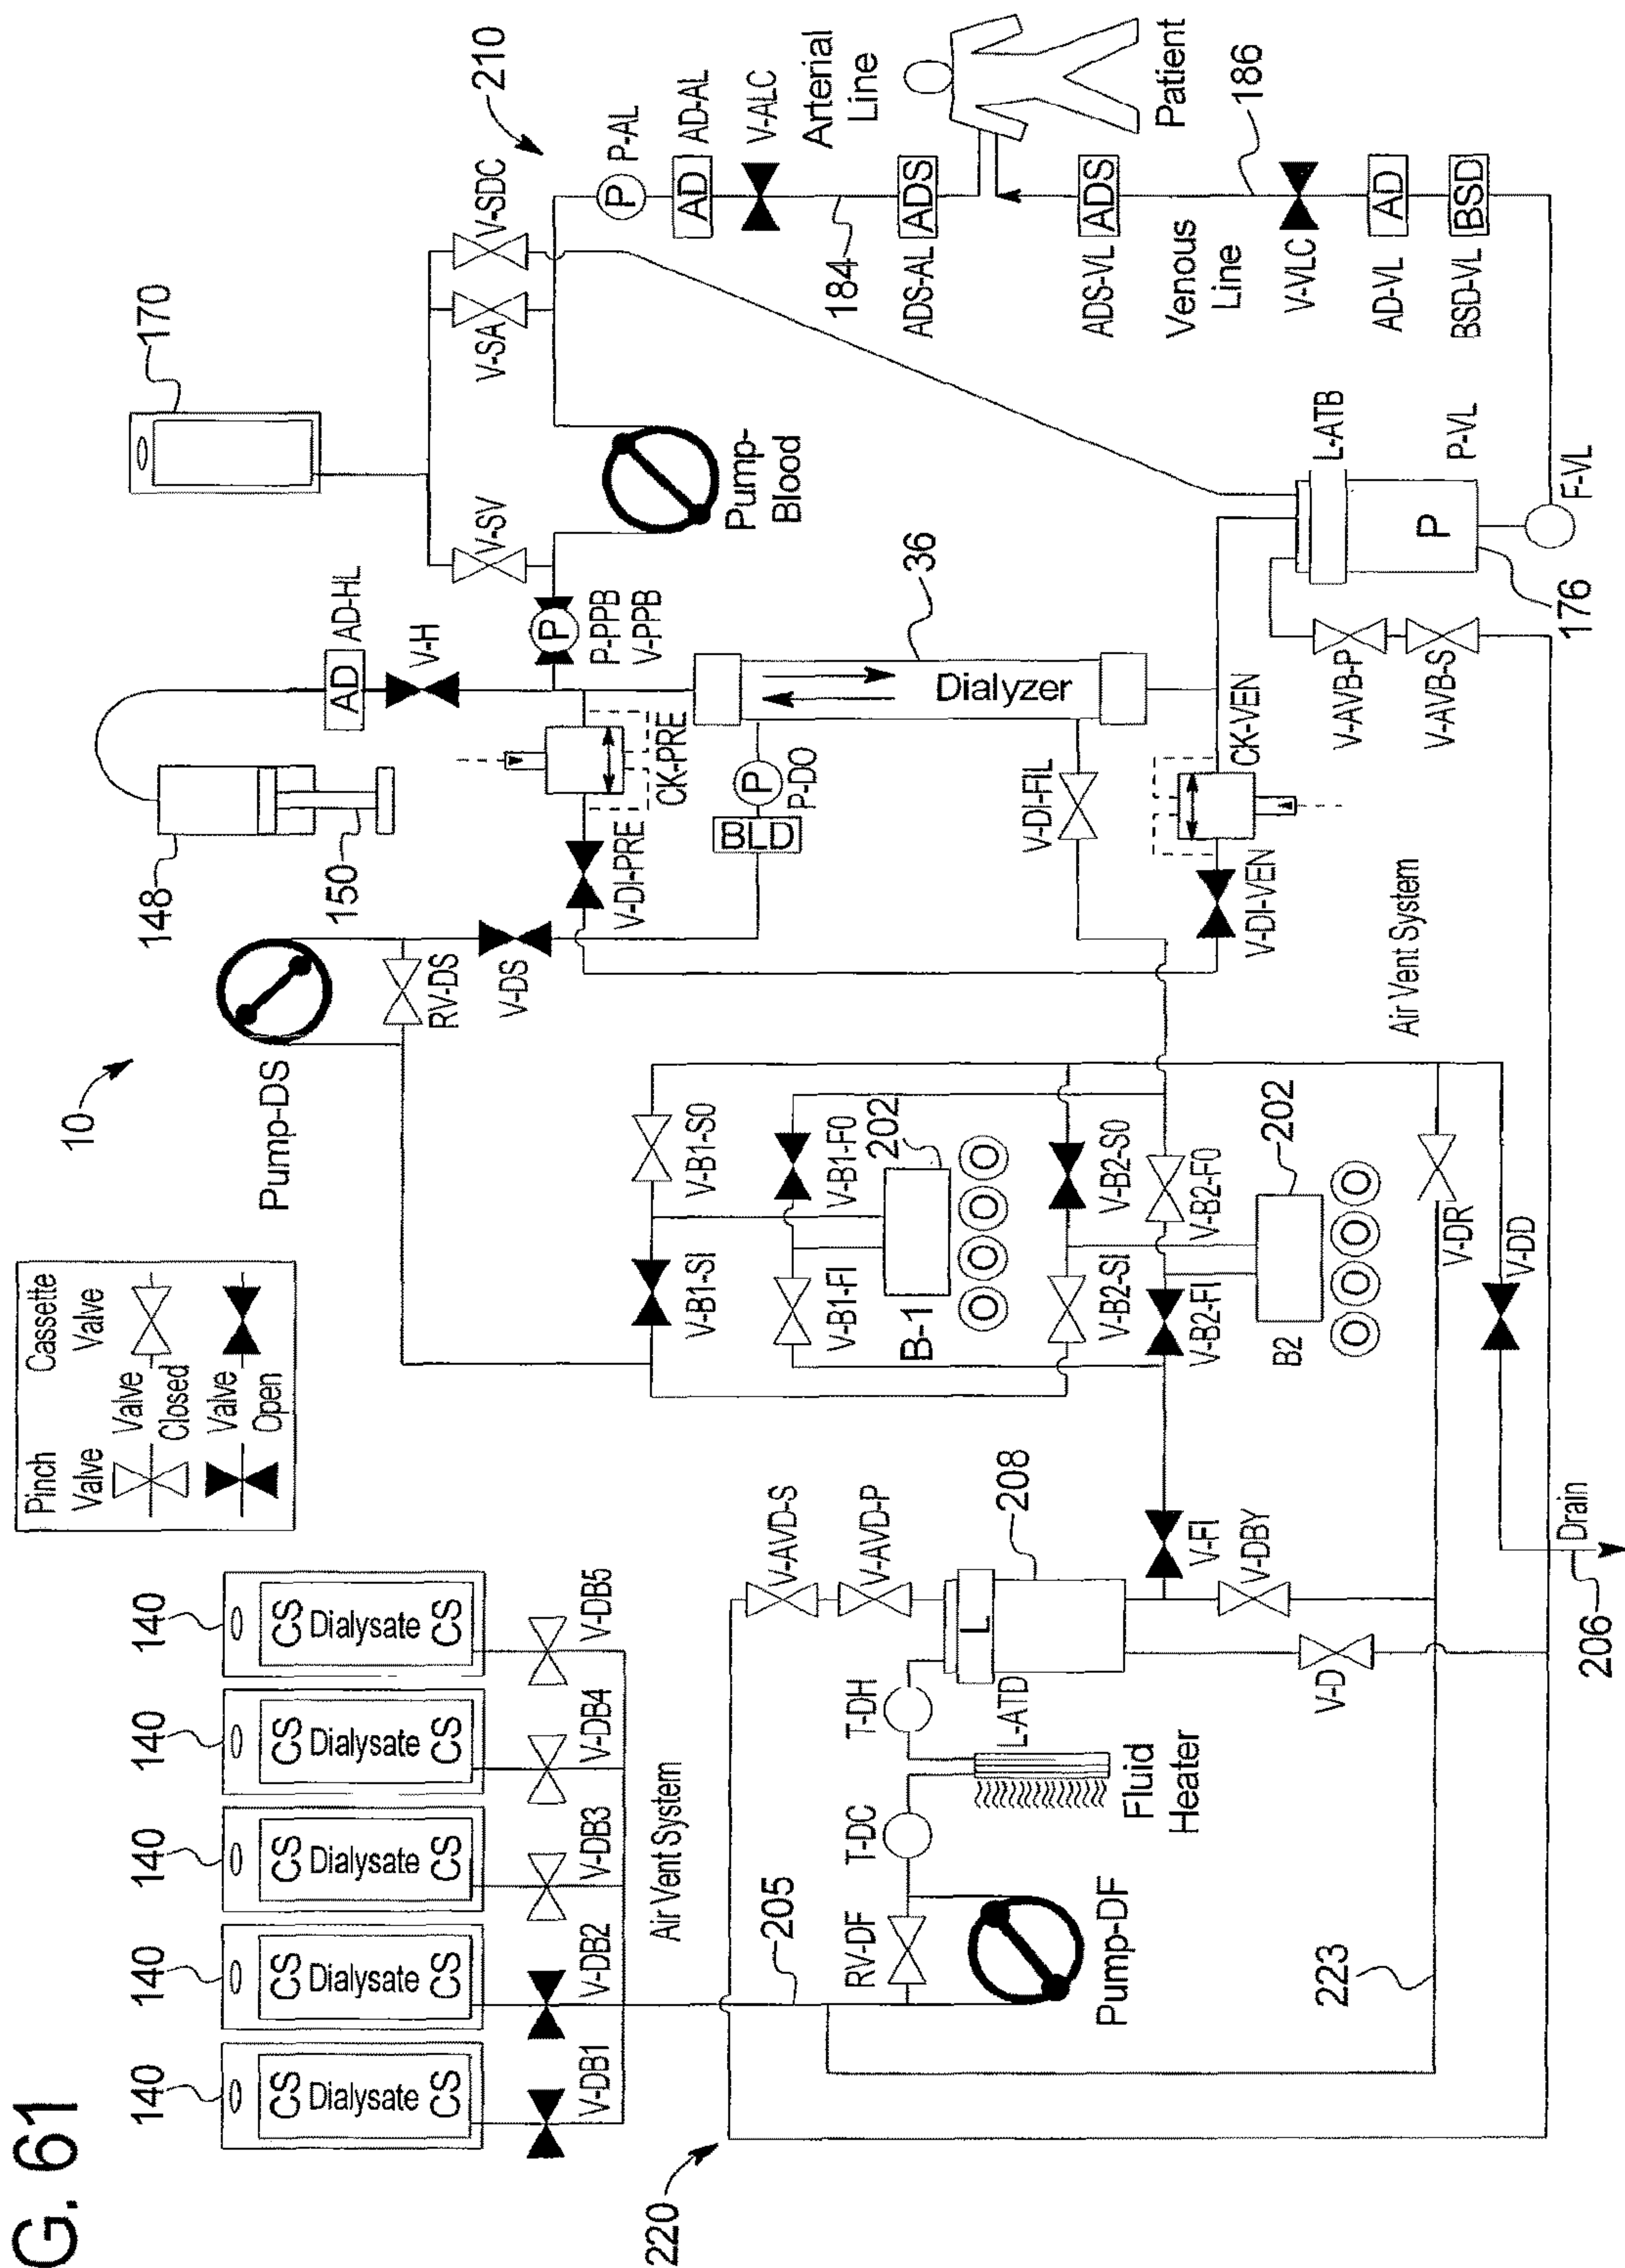 G. 61
10
Pinch Valve
Cassette Valve
Valve Closed
Valve Open
140
140
140
140
140
CS Dialysate CS
CS Dialysate CS
CS Dialysate CS
CS Dialysate CS
CS Dialysate CS
V-DB1
V-DB2
V-DB3
V-DB4
V-DB5
Air Vent System
220
205
RV-DF
Pump-DF
T-DC
T-DH
Fluid Heater
L-ATD
L
208
V-AVD-S
V-AVD-P
V-FI
V-DBY
V-D
223
206
Drain
Pump-DS
RV-DS
V-DS
V-B1-SI
V-B1-S0
V-B1-FI
V-B1-F0
B-1
202
V-B2-SI
V-B2-S0
V-B2-FI
V-B2-F0
B2
202
V-DR
V-DD
Air Vent System
148
150
AD
AD-HL
V-H
V-DI-PRE
CK-PRE
BLD
P
P-DO
P
P-PPB
V-PPB
Dialyzer
36
V-DI-FIL
V-DI-VEN
CK-VEN
V-AVB-P
V-AVB-S
170
V-SV
V-SA
V-SDC
Pump-Blood
210
P
P-AL
AD
AD-AL
V-ALC
Arterial Line
184
ADS
ADS-AL
Patient
ADS
ADS-VL
Venous Line
186
V-VLC
AD
AD-VL
BSD
BSD-VL
L-ATB
P
P-VL
176
F-VL